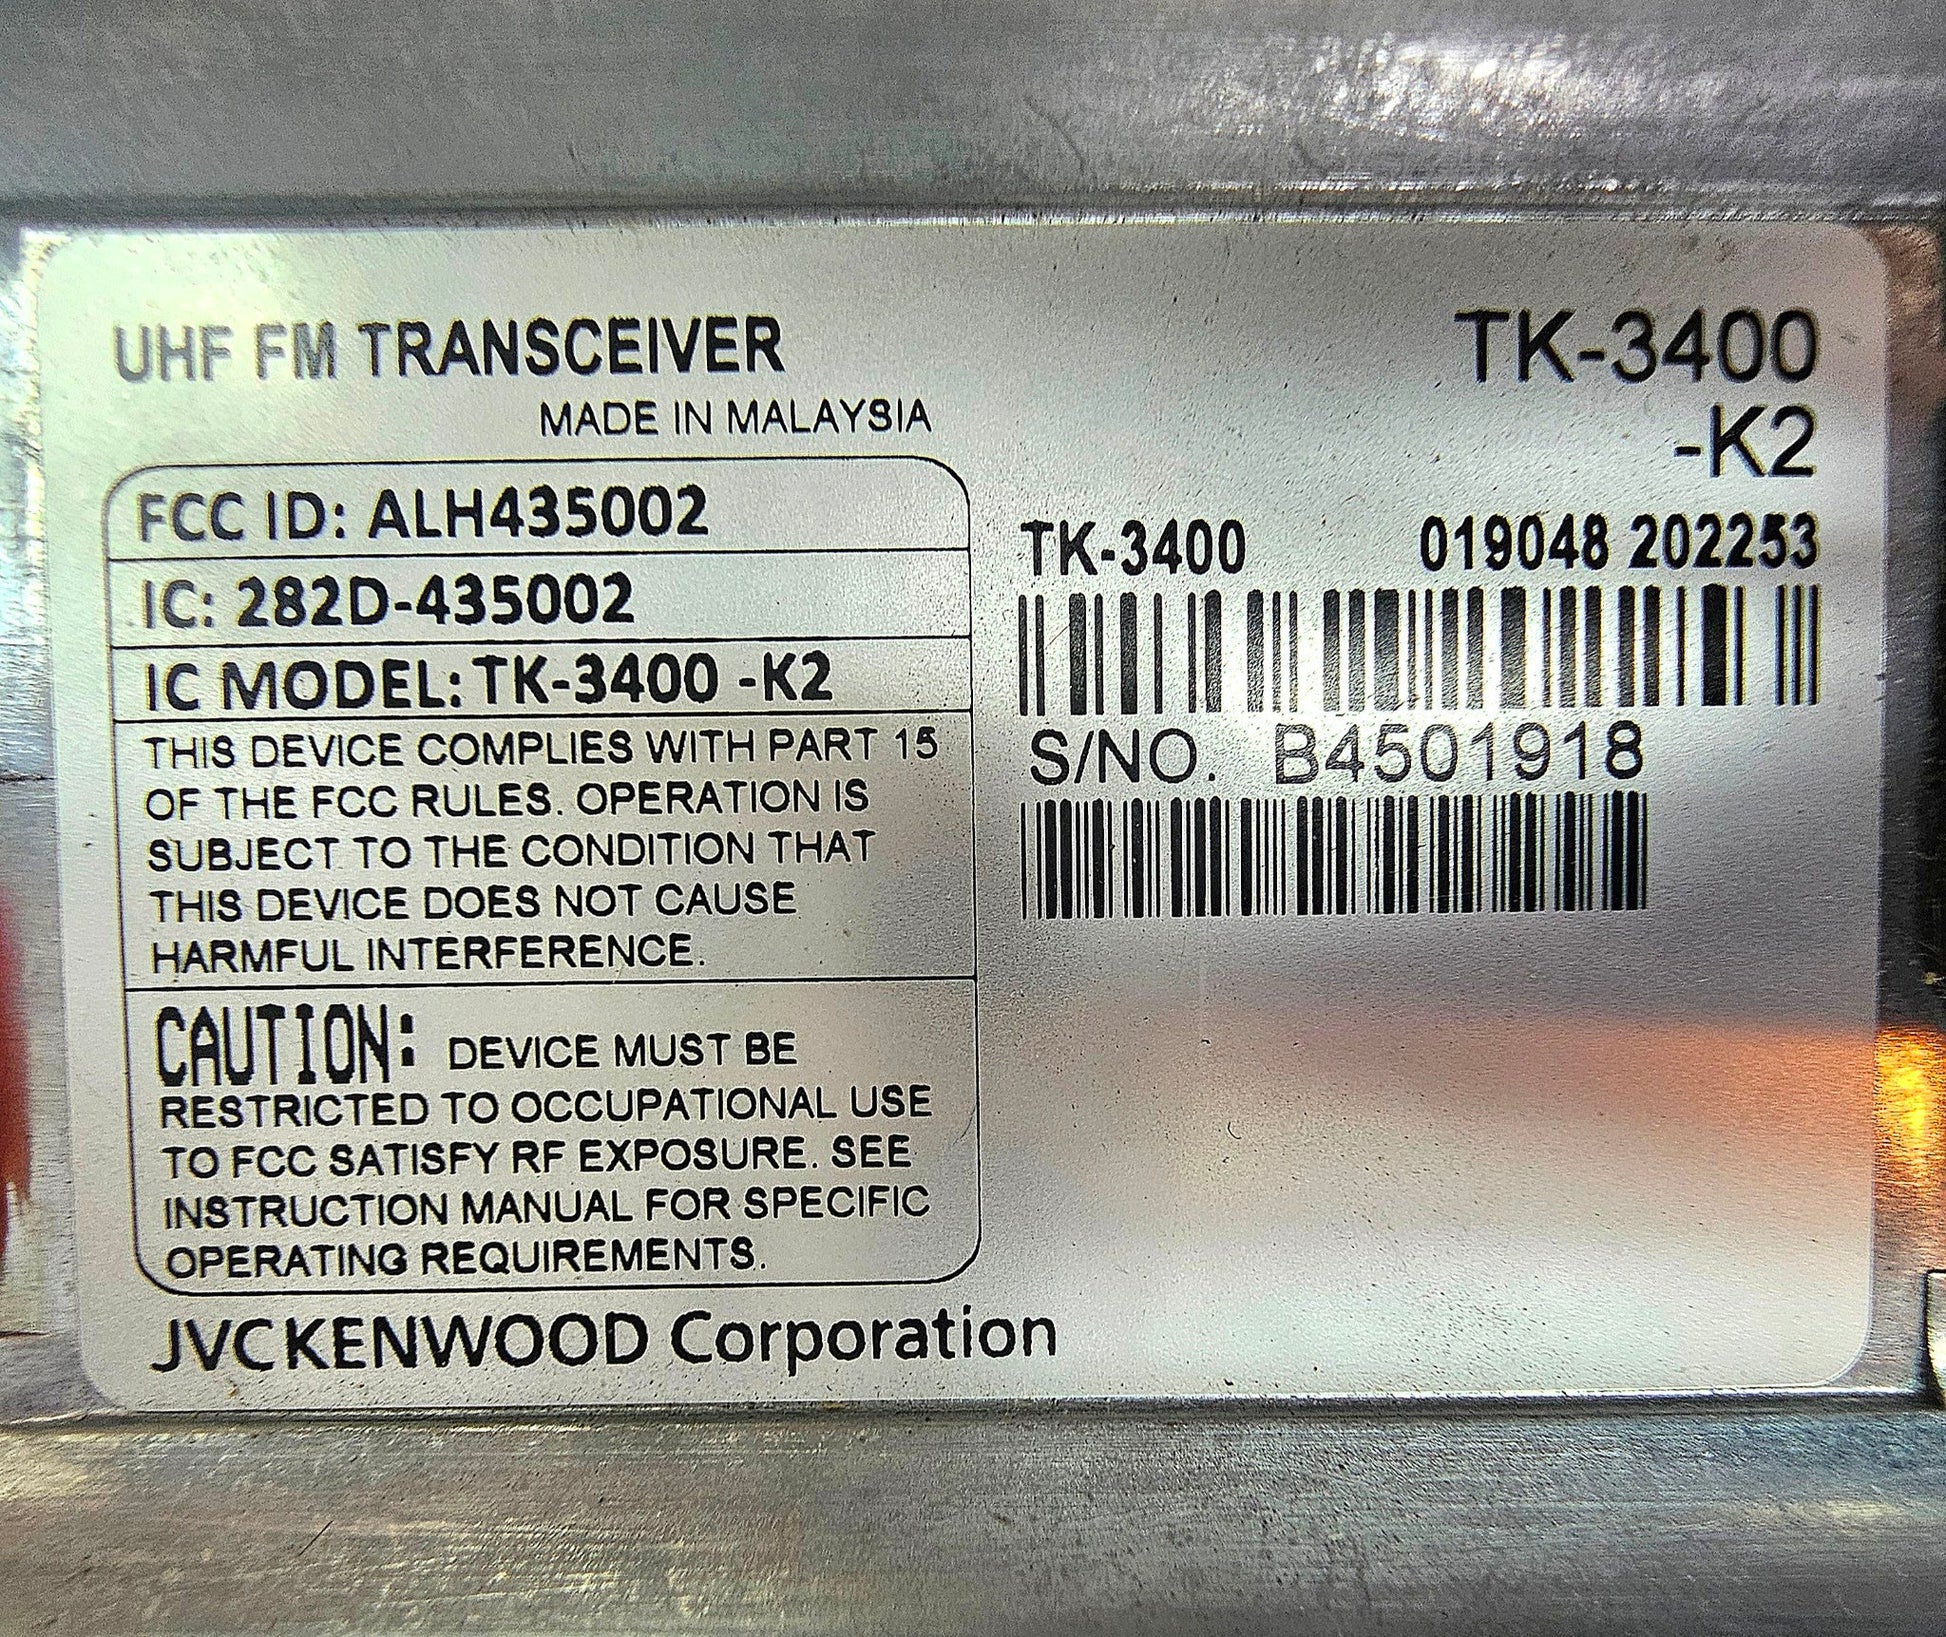 UHF FM TRANSCEIVER
MADE IN MALAYSIA
TK-3400
-K2
FCC ID: ALH435002
IC: 282D-435002
IC MODEL: TK-3400 -K2
THIS DEVICE COMPLIES WITH PART 15
OF THE FCC RULES. OPERATION IS
SUBJECT TO THE CONDITION THAT
THIS DEVICE DOES NOT CAUSE
HARMFUL INTERFERENCE.
CAUTION: DEVICE MUST BE
RESTRICTED TO OCCUPATIONAL USE
TO FCC SATISFY RF EXPOSURE. SEE
INSTRUCTION MANUAL FOR SPECIFIC
OPERATING REQUIREMENTS.
TK-3400 019048 202253
S/NO. B4501918
JVCKENWOOD Corporation